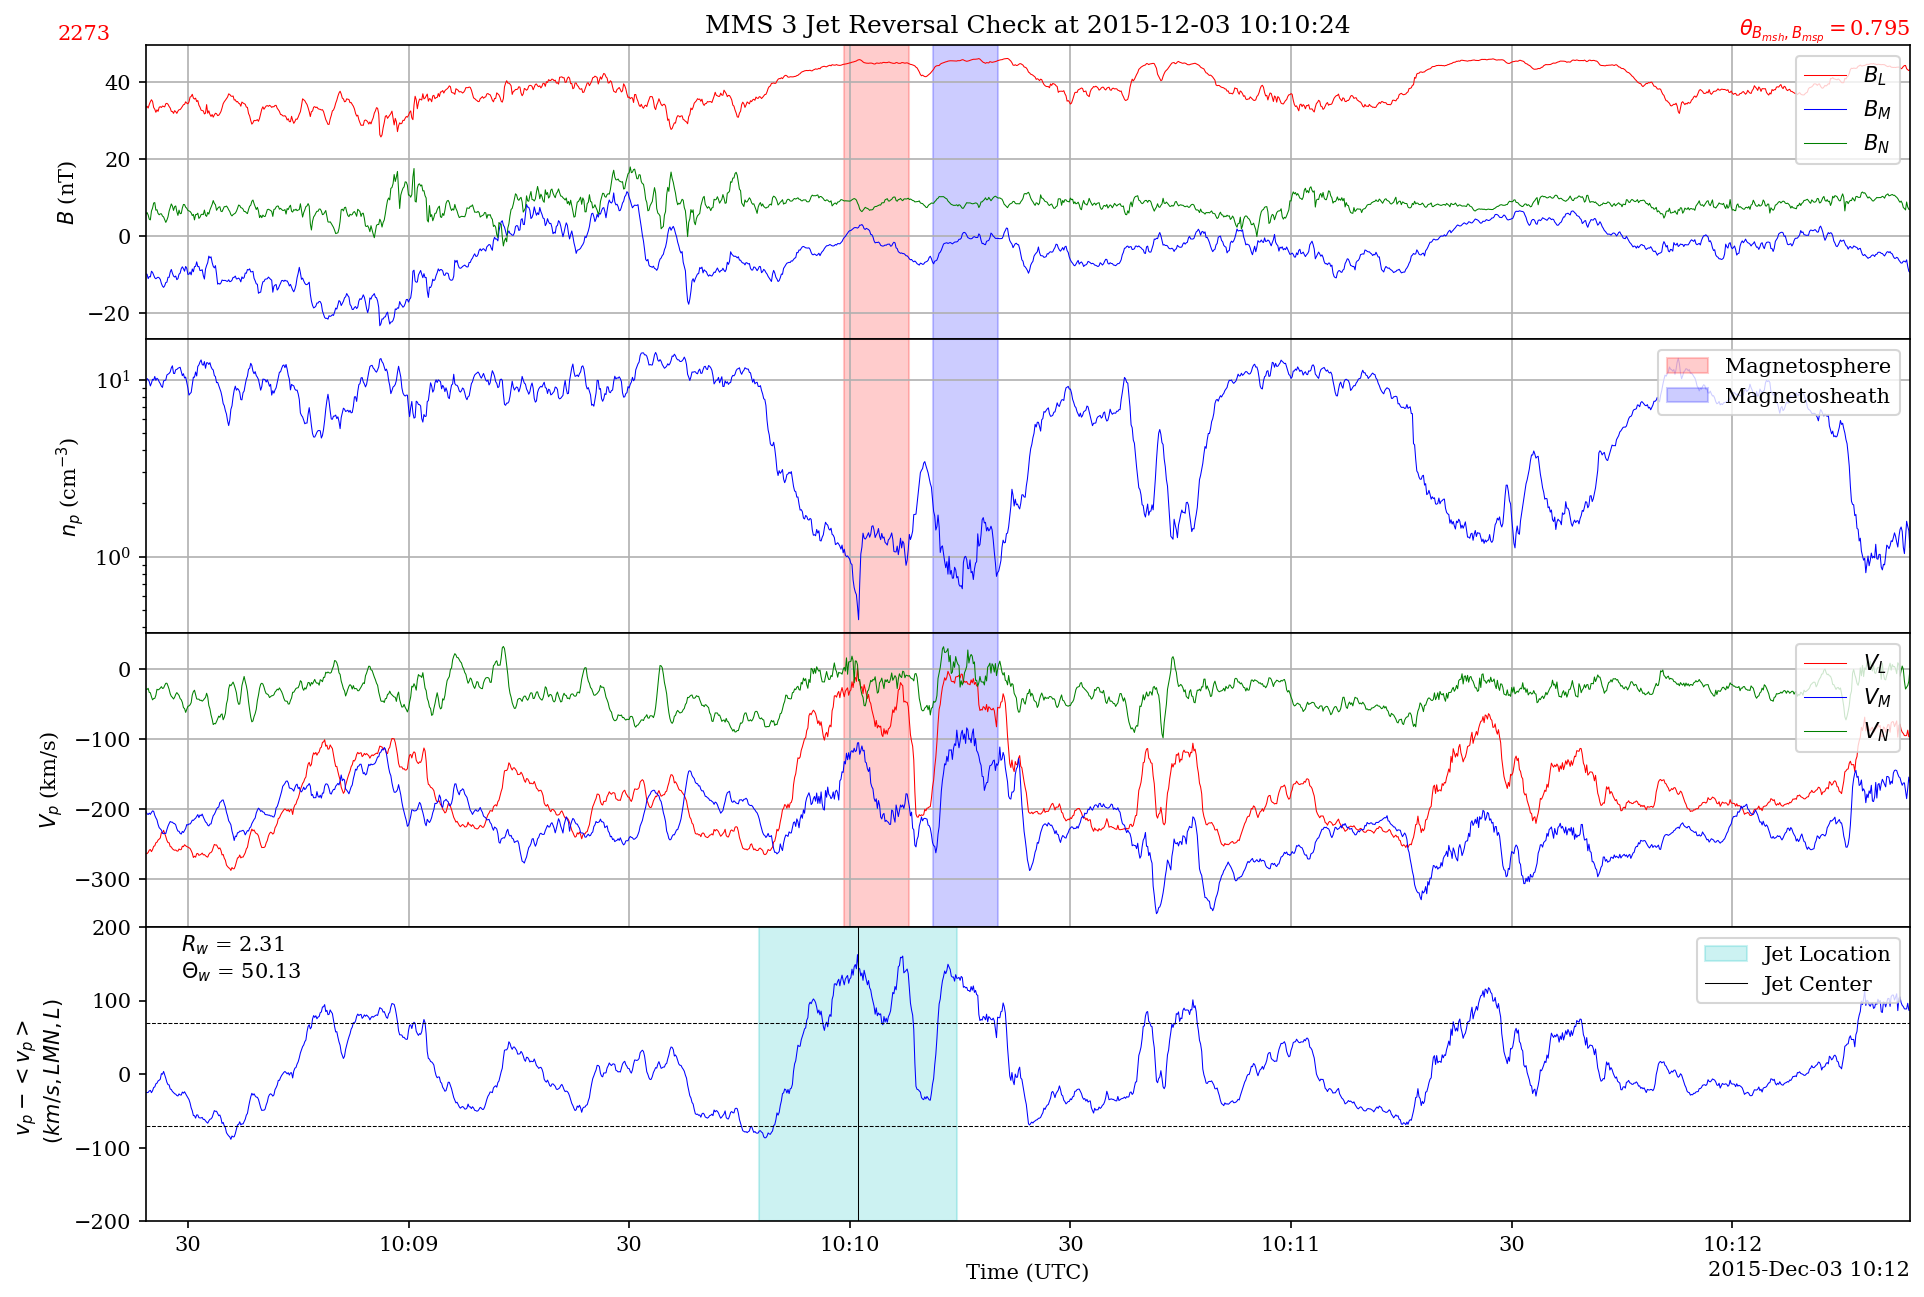 2273
MMS 3 Jet Reversal Check at 2015-12-03 10:10:24
θ_{B_{msh}, B_{msp}} = 0.795
40
20
0
−20
B (nT)
B_L
B_M
B_N
10^1
10^0
n_p (cm^{−3})
Magnetosphere
Magnetosheath
0
−100
−200
−300
V_p (km/s)
V_L
V_M
V_N
200
100
0
−100
−200
v_p − < v_p >
(km/s, LMN, L)
R_w = 2.31
Θ_w = 50.13
Jet Location
Jet Center
30 10:09 30 10:10 30 10:11 30 10:12
Time (UTC)
2015-Dec-03 10:12